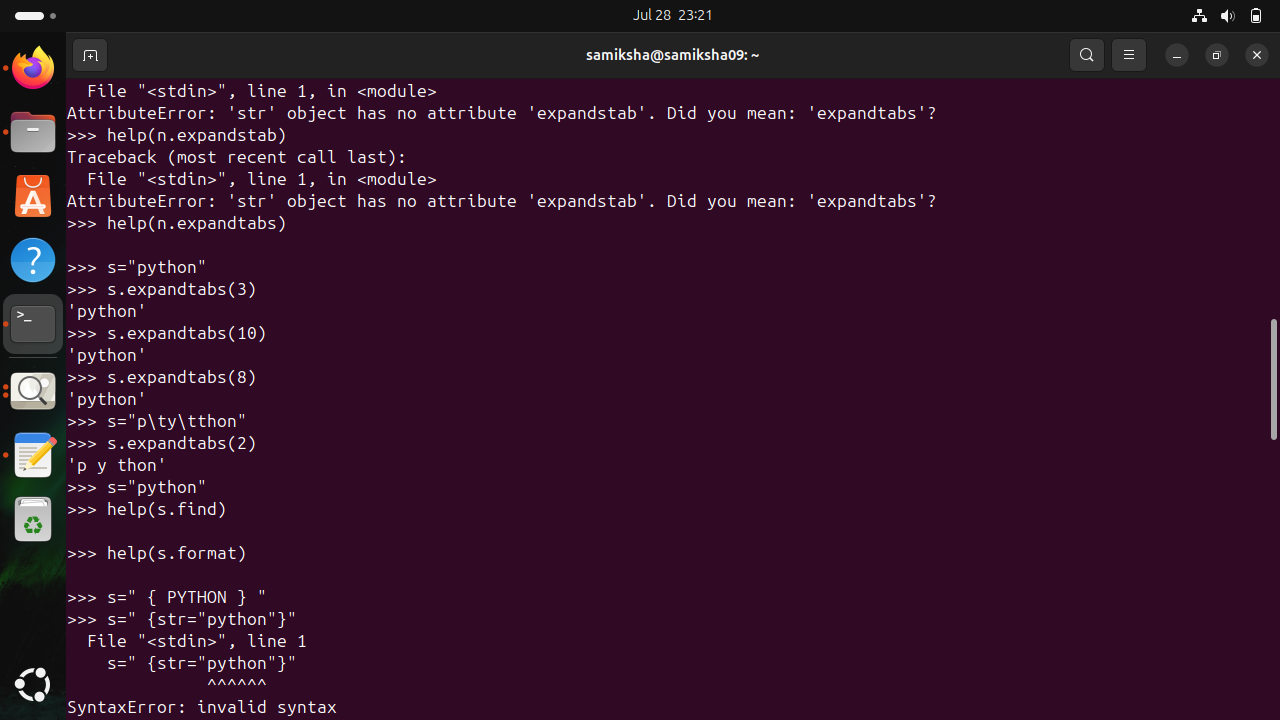 Jul 28 23:21
samiksha@samiksha09: ~
  File "<stdin>", line 1, in <module>
AttributeError: 'str' object has no attribute 'expandstab'. Did you mean: 'expandtabs'?
>>> help(n.expandstab)
Traceback (most recent call last):
  File "<stdin>", line 1, in <module>
AttributeError: 'str' object has no attribute 'expandstab'. Did you mean: 'expandtabs'?
>>> help(n.expandtabs)

>>> s="python"
>>> s.expandtabs(3)
'python'
>>> s.expandtabs(10)
'python'
>>> s.expandtabs(8)
'python'
>>> s="p\ty\tthon"
>>> s.expandtabs(2)
'p y thon'
>>> s="python"
>>> help(s.find)

>>> help(s.format)

>>> s=" { PYTHON } "
>>> s=" {str="python"}"
  File "<stdin>", line 1
    s=" {str="python"}"
              ^^^^^^
SyntaxError: invalid syntax